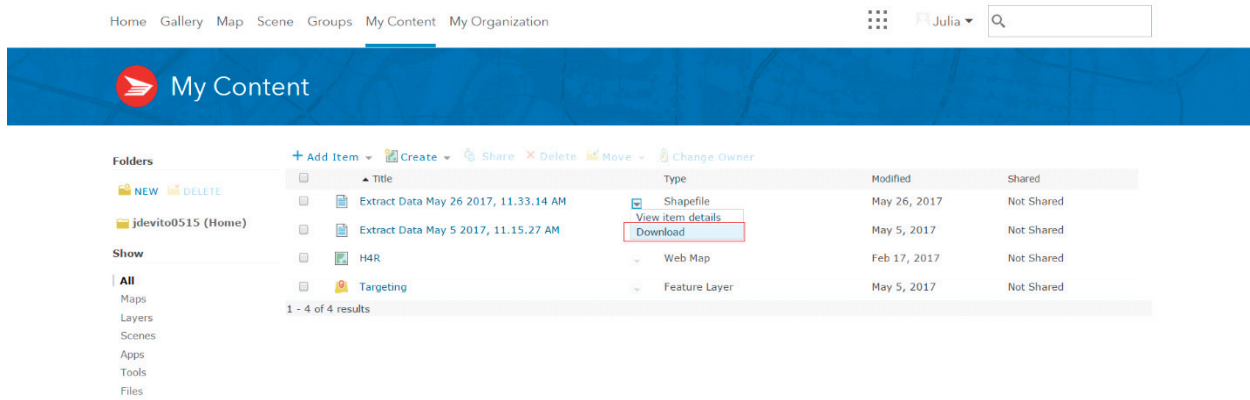 Home Gallery Map Scene Groups My Content My Organization Julia
My Content
Folders
NEW DELETE
jdevito0515 (Home)
Show
All
Maps
Layers
Scenes
Apps
Tools
Files
Add Item Create Share Delete Move Change Owner
Title Type Modified Shared
Extract Data May 26 2017, 11.33.14 AM Shapefile May 26, 2017 Not Shared
View item details
Download
Extract Data May 5 2017, 11.15.27 AM May 5, 2017 Not Shared
H4R Web Map Feb 17, 2017 Not Shared
Targeting Feature Layer May 5, 2017 Not Shared
1 - 4 of 4 results